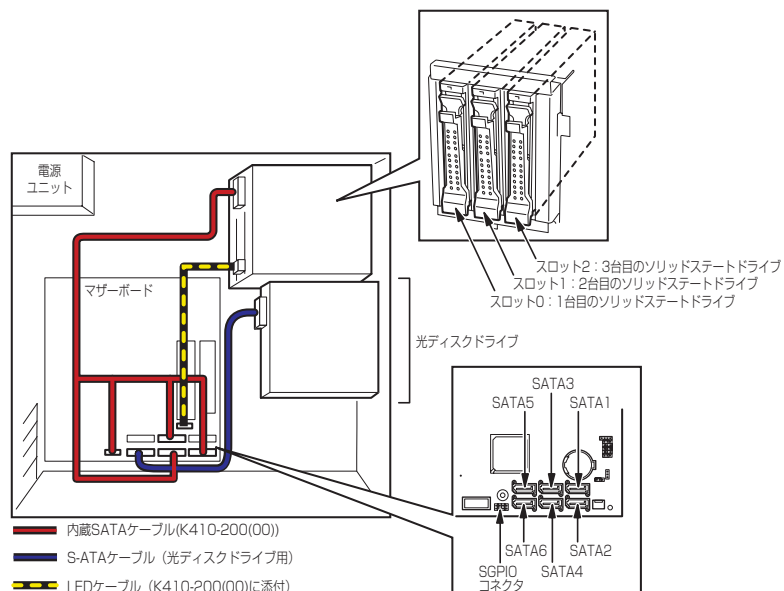 電源
ユニット
マザーボード
スロット2：3台目のソリッドステートドライブ
スロット1：2台目のソリッドステートドライブ
スロット0：1台目のソリッドステートドライブ
光ディスクドライブ
SATA3
SATA5
SATA1
SATA6
SATA2
SGPIO
コネクタ
SATA4
内蔵SATAケーブル(K410-200(00))
S-ATAケーブル（光ディスクドライブ用）
LEDケーブル（K410-200(00)に添付）